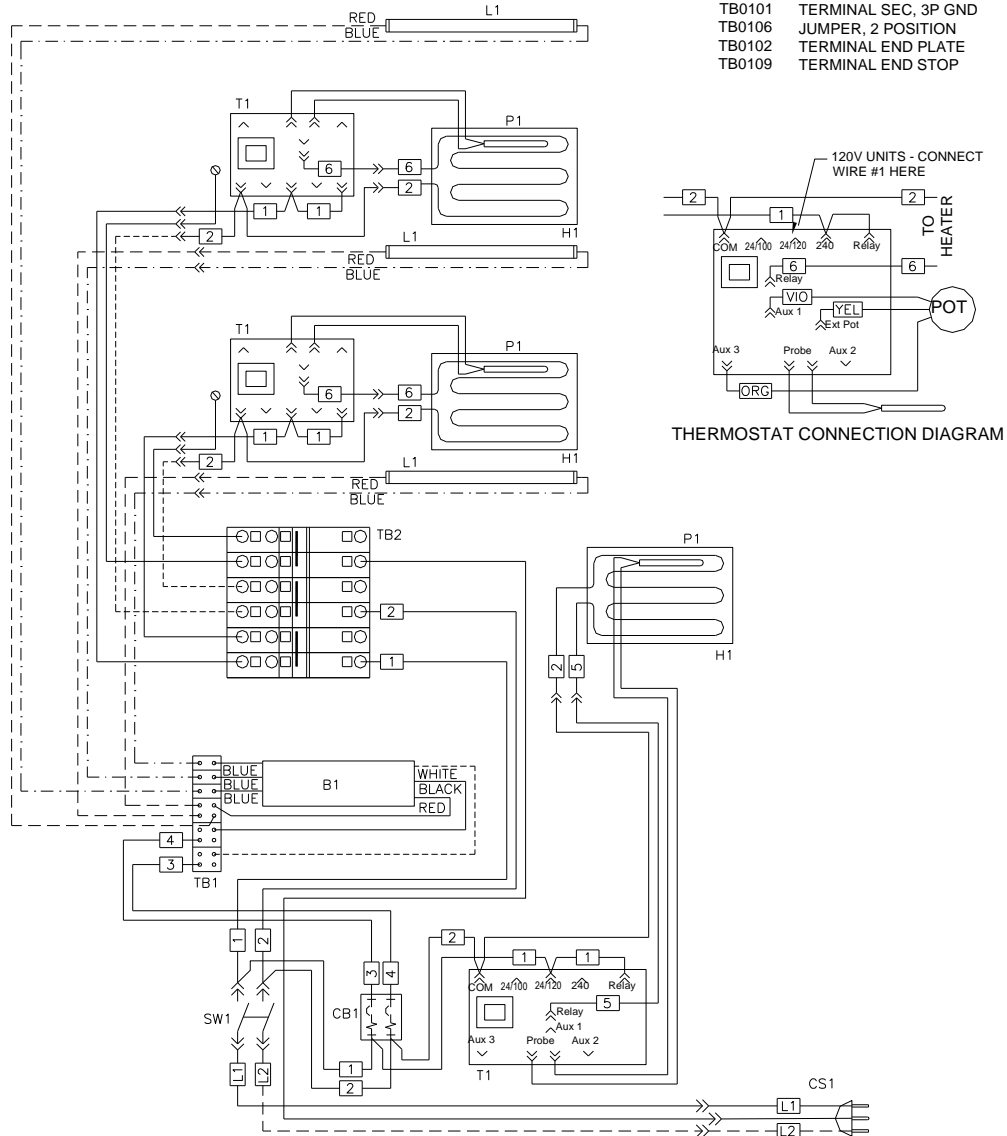 L1
RED
BLUE
TB0101 TERMINAL SEC, 3P GND
TB0106 JUMPER, 2 POSITION
TB0102 TERMINAL END PLATE
TB0109 TERMINAL END STOP
T1
P1
6
6
2
1
1
2
H1
L1
RED
BLUE
120V UNITS - CONNECT
WIRE #1 HERE
2
2
1
TO
HEATER
COM 24/100 24/120 240 Relay
6
6
Relay
VIO
Aux 1
YEL
Ext Pot
POT
Aux 3 Probe Aux 2
ORG
THERMOSTAT CONNECTION DIAGRAM
T1
P1
6
6
2
1
1
2
H1
L1
RED
BLUE
TB2
2
1
P1
H1
2
5
BLUE
BLUE
BLUE
B1
WHITE
BLACK
RED
4
3
TB1
1
2
3
4
2
1
1
COM 24/100 24/120 240 Relay
5
Relay
Aux 1
Aux 3 Probe Aux 2
T1
SW1
CB1
1
2
L1
L2
CS1
L1
L2